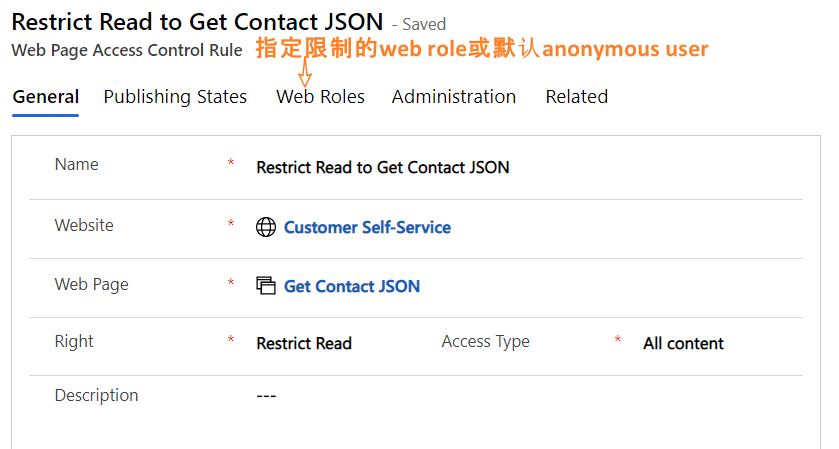 Restrict Read to Get Contact JSON - Saved
Web Page Access Control Rule 指定限制的web role或默认anonymous user
General Publishing States Web Roles Administration Related
Name * Restrict Read to Get Contact JSON
Website * Customer Self-Service
Web Page * Get Contact JSON
Right * Restrict Read Access Type * All content
Description ---